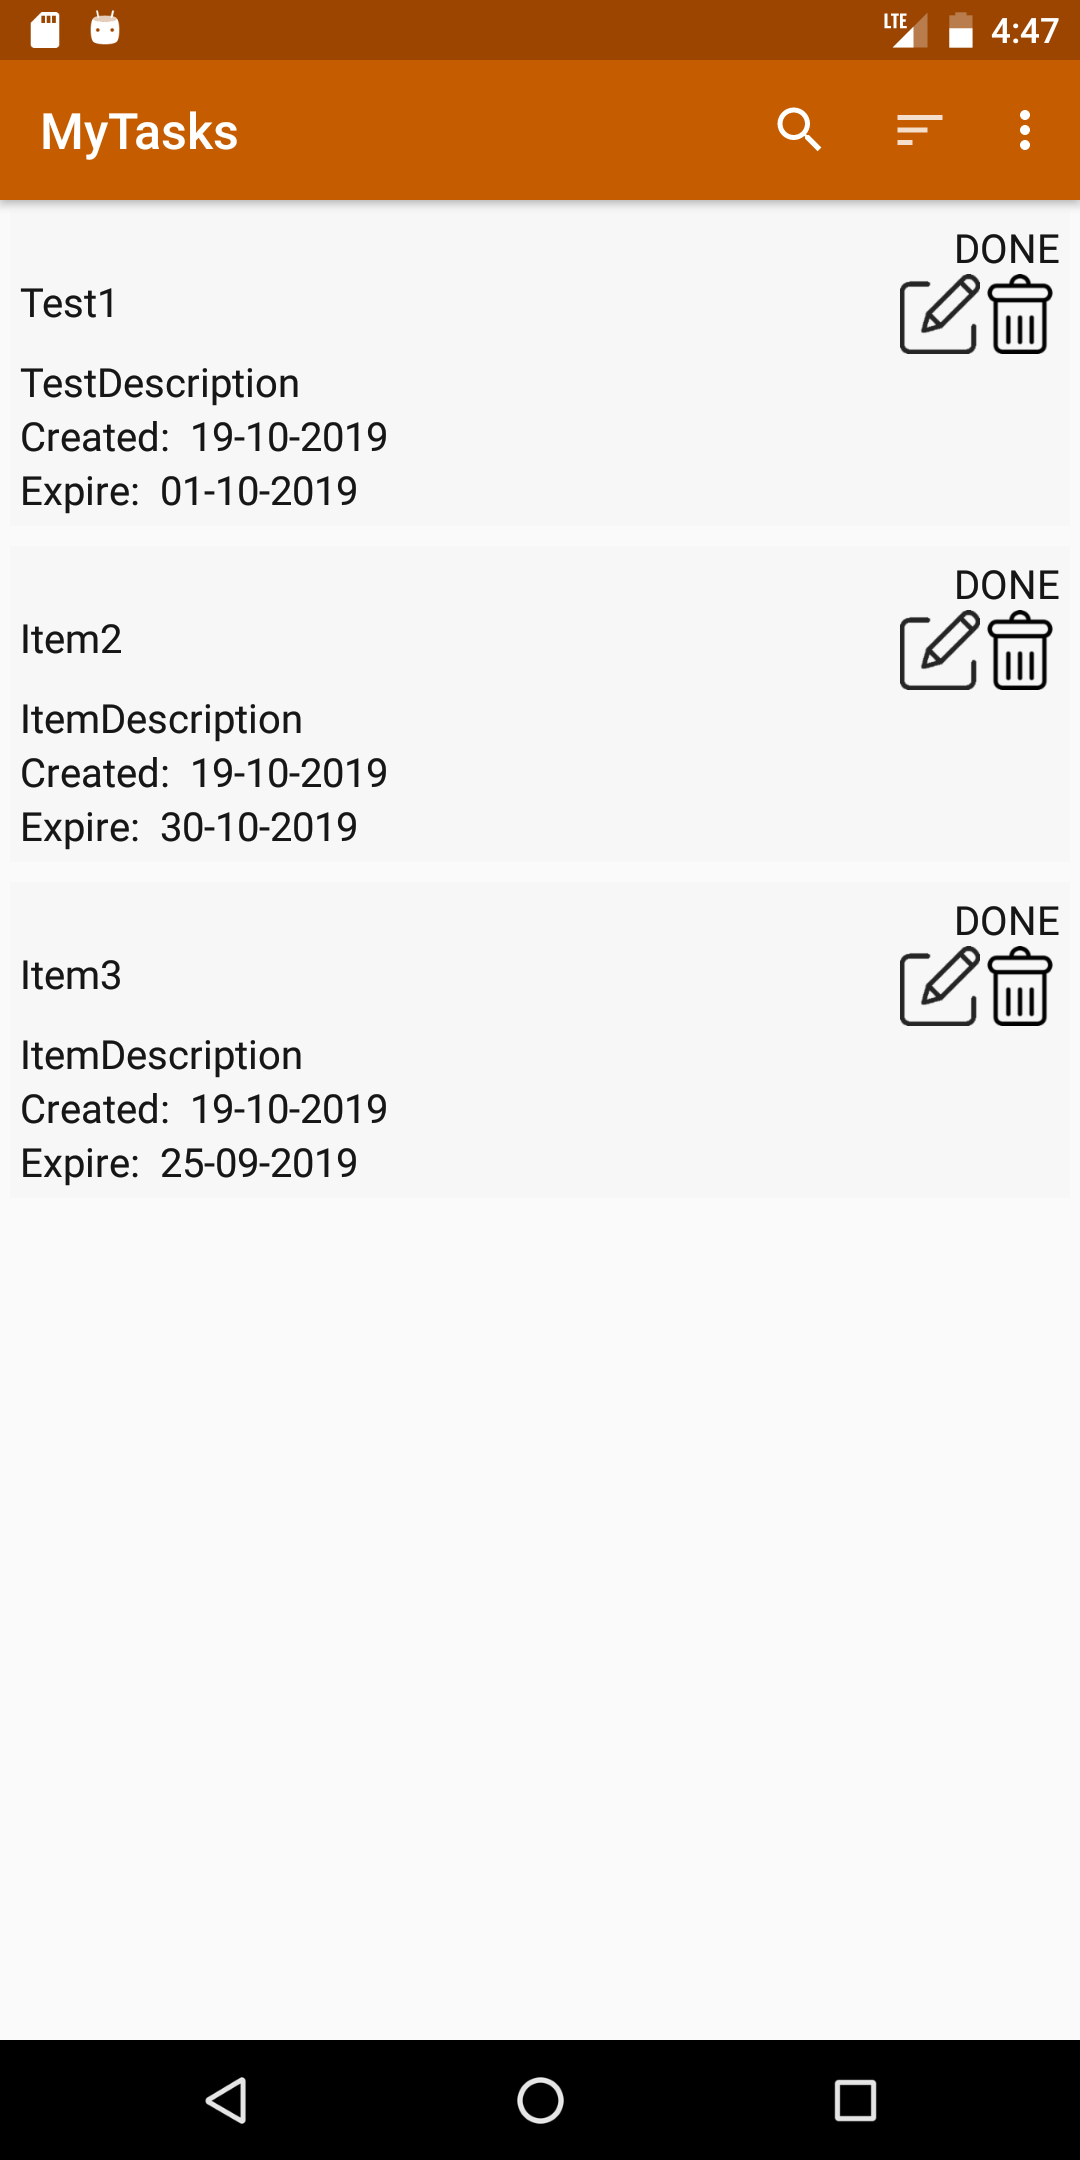 LTE 4:47
MyTasks
DONE
Test1
TestDescription
Created: 19-10-2019
Expire: 01-10-2019
DONE
Item2
ItemDescription
Created: 19-10-2019
Expire: 30-10-2019
DONE
Item3
ItemDescription
Created: 19-10-2019
Expire: 25-09-2019